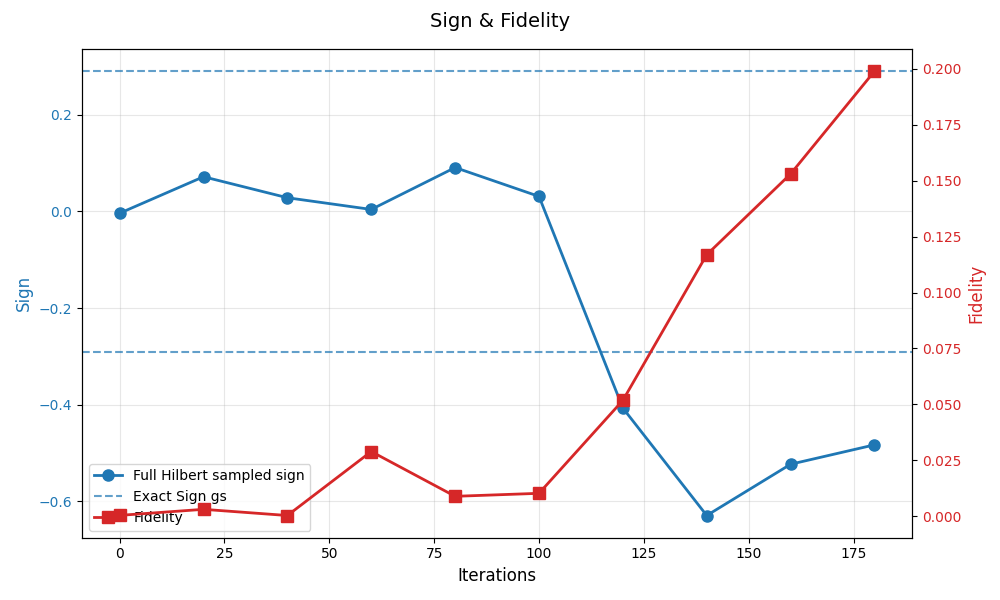 Sign & Fidelity
0.2
0.0
−0.2
−0.4
−0.6
Sign
0.200
0.175
0.150
0.125
0.100
0.075
0.050
0.025
0.000
Fidelity
Full Hilbert sampled sign
Exact Sign gs
Fidelity
0 25 50 75 100 125 150 175
Iterations